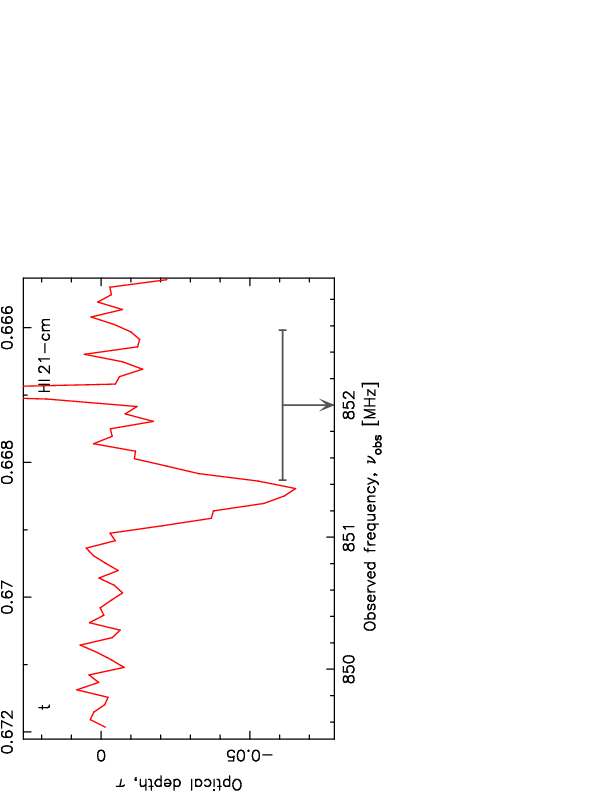 0.672
0.67
0.668
0.666
t
HI 21-cm
0
-0.05
Optical depth, τ
850
851
852
Observed frequency, ν_obs [MHz]